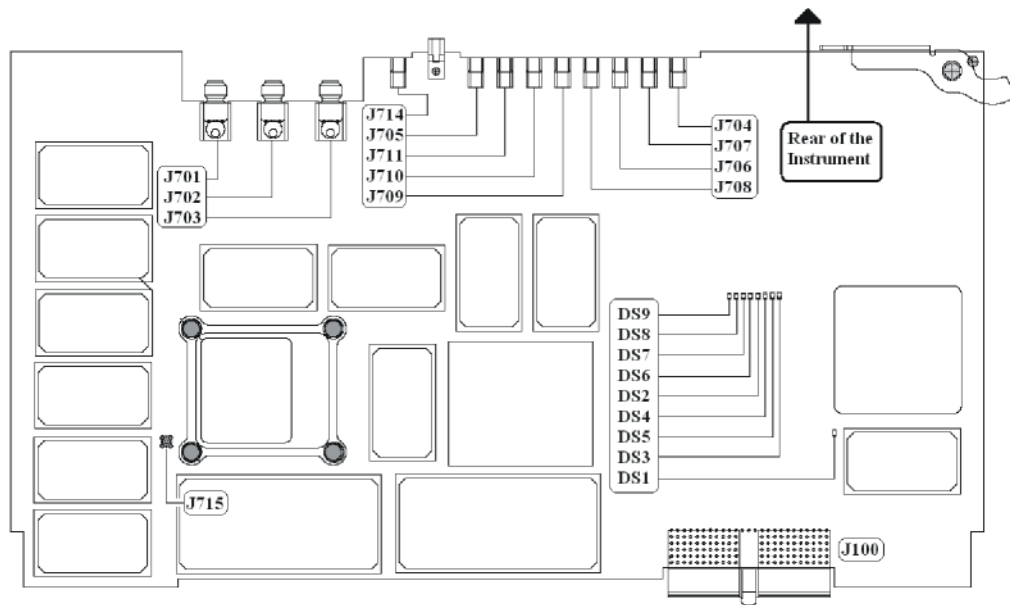 J714
J705
J711
J710
J709
J704
J707
J706
J708
Rear of the
Instrument
J701
J702
J703
DS9
DS8
DS7
DS6
DS2
DS4
DS5
DS3
DS1
J715
J100